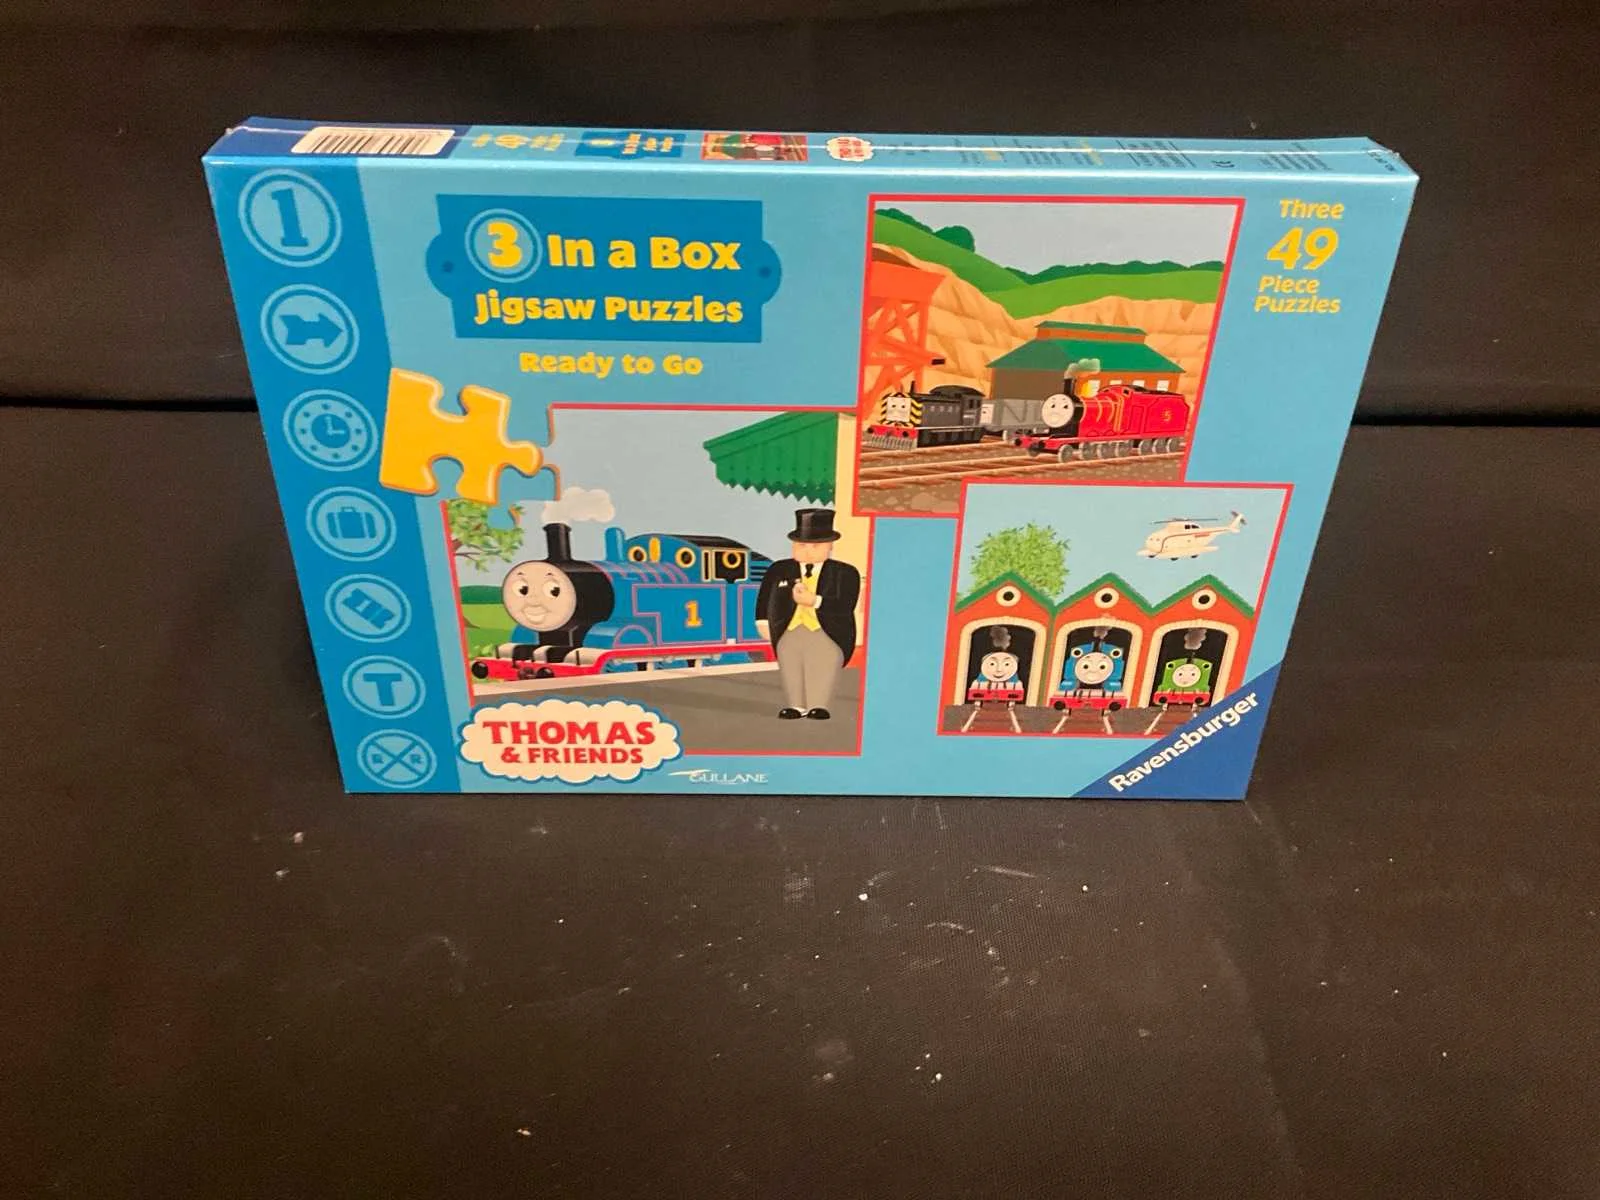 1
3 In a Box
Jigsaw Puzzles
Ready to Go
Three
49
Piece
Puzzles
5
1
T
R R
THOMAS
& FRIENDS
GULLANE
Ravensburger